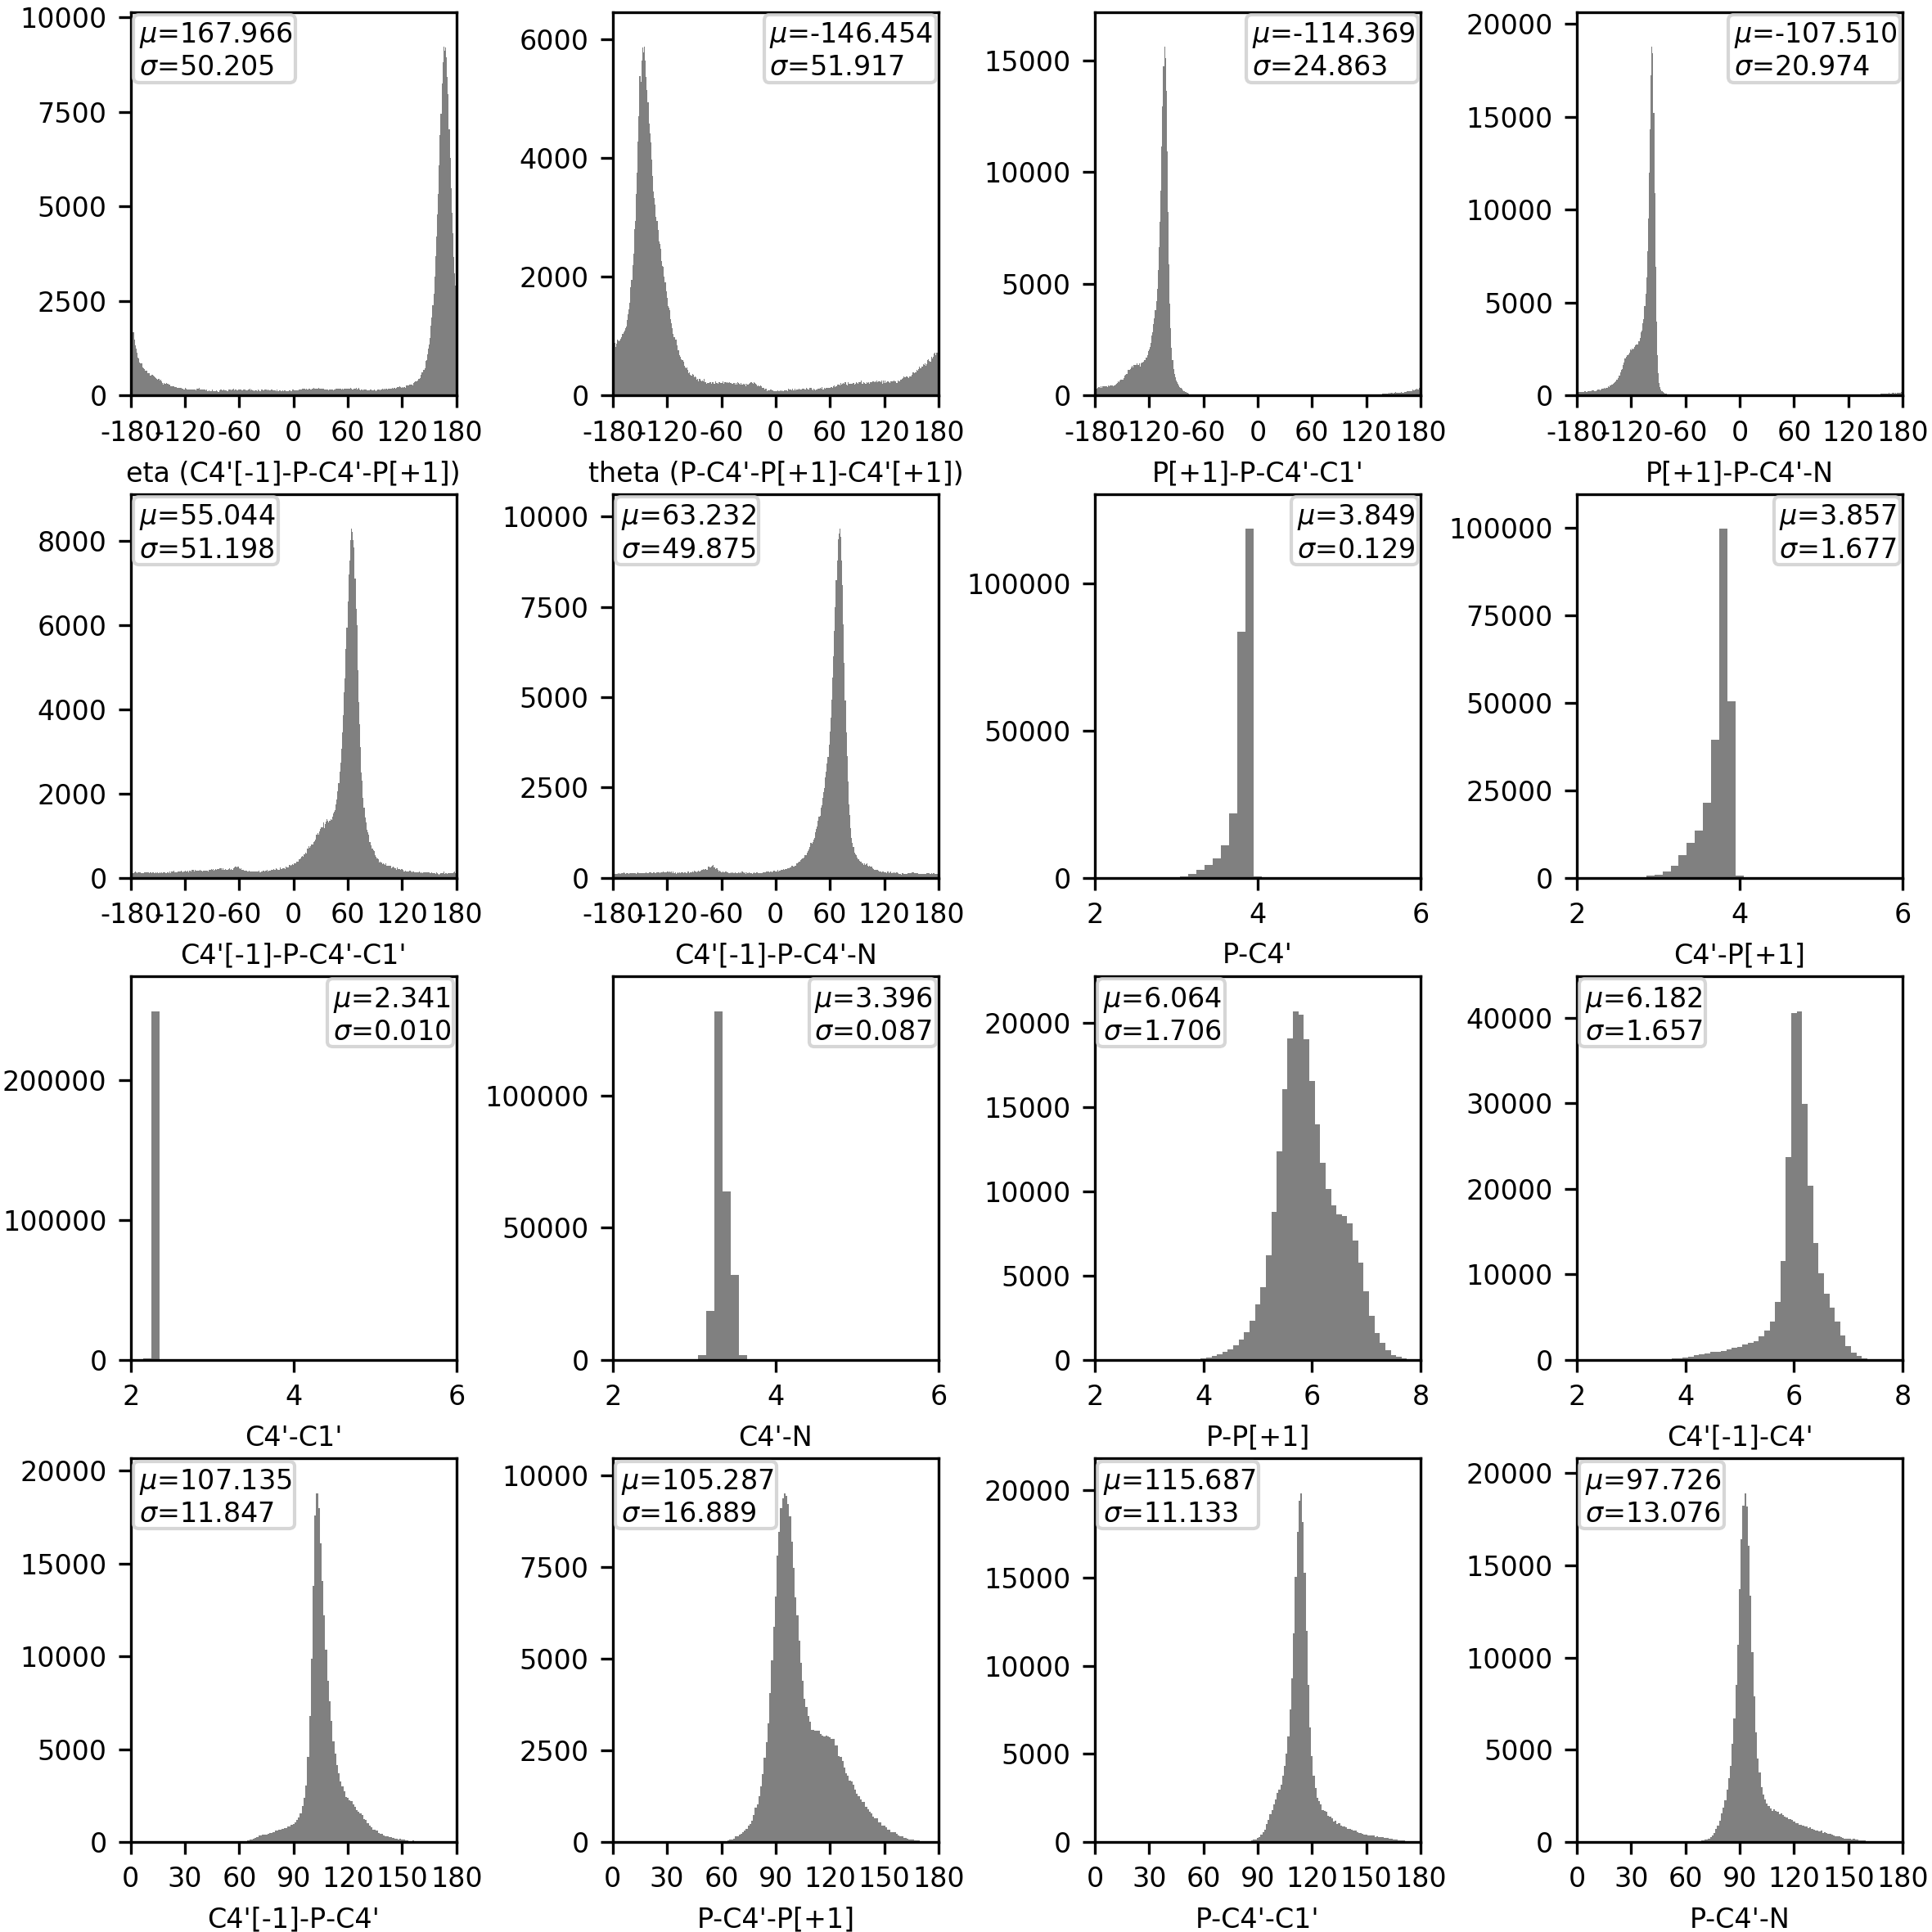 μ=167.966
σ=50.205
10000
7500
5000
2500
0
-180 -120 -60 0 60 120 180
eta (C4'[-1]-P-C4'-P[+1])
μ=-146.454
σ=51.917
6000
4000
2000
0
-180 -120 -60 0 60 120 180
theta (P-C4'-P[+1]-C4'[+1])
μ=-114.369
σ=24.863
15000
10000
5000
0
-180 -120 -60 0 60 120 180
P[+1]-P-C4'-C1'
μ=-107.510
σ=20.974
20000
15000
10000
5000
0
-180 -120 -60 0 60 120 180
P[+1]-P-C4'-N
μ=55.044
σ=51.198
8000
6000
4000
2000
0
-180 -120 -60 0 60 120 180
C4'[-1]-P-C4'-C1'
μ=63.232
σ=49.875
10000
7500
5000
2500
0
-180 -120 -60 0 60 120 180
C4'[-1]-P-C4'-N
μ=3.849
σ=0.129
100000
50000
0
2 4 6
P-C4'
μ=3.857
σ=1.677
100000
75000
50000
25000
0
2 4 6
C4'-P[+1]
μ=2.341
σ=0.010
200000
100000
0
2 4 6
C4'-C1'
μ=3.396
σ=0.087
100000
50000
0
2 4 6
C4'-N
μ=6.064
σ=1.706
20000
15000
10000
5000
0
2 4 6 8
P-P[+1]
μ=6.182
σ=1.657
40000
30000
20000
10000
0
2 4 6 8
C4'[-1]-C4'
μ=107.135
σ=11.847
20000
15000
10000
5000
0
0 30 60 90 120 150 180
C4'[-1]-P-C4'
μ=105.287
σ=16.889
10000
7500
5000
2500
0
0 30 60 90 120 150 180
P-C4'-P[+1]
μ=115.687
σ=11.133
20000
15000
10000
5000
0
0 30 60 90 120 150 180
P-C4'-C1'
μ=97.726
σ=13.076
20000
15000
10000
5000
0
0 30 60 90 120 150 180
P-C4'-N